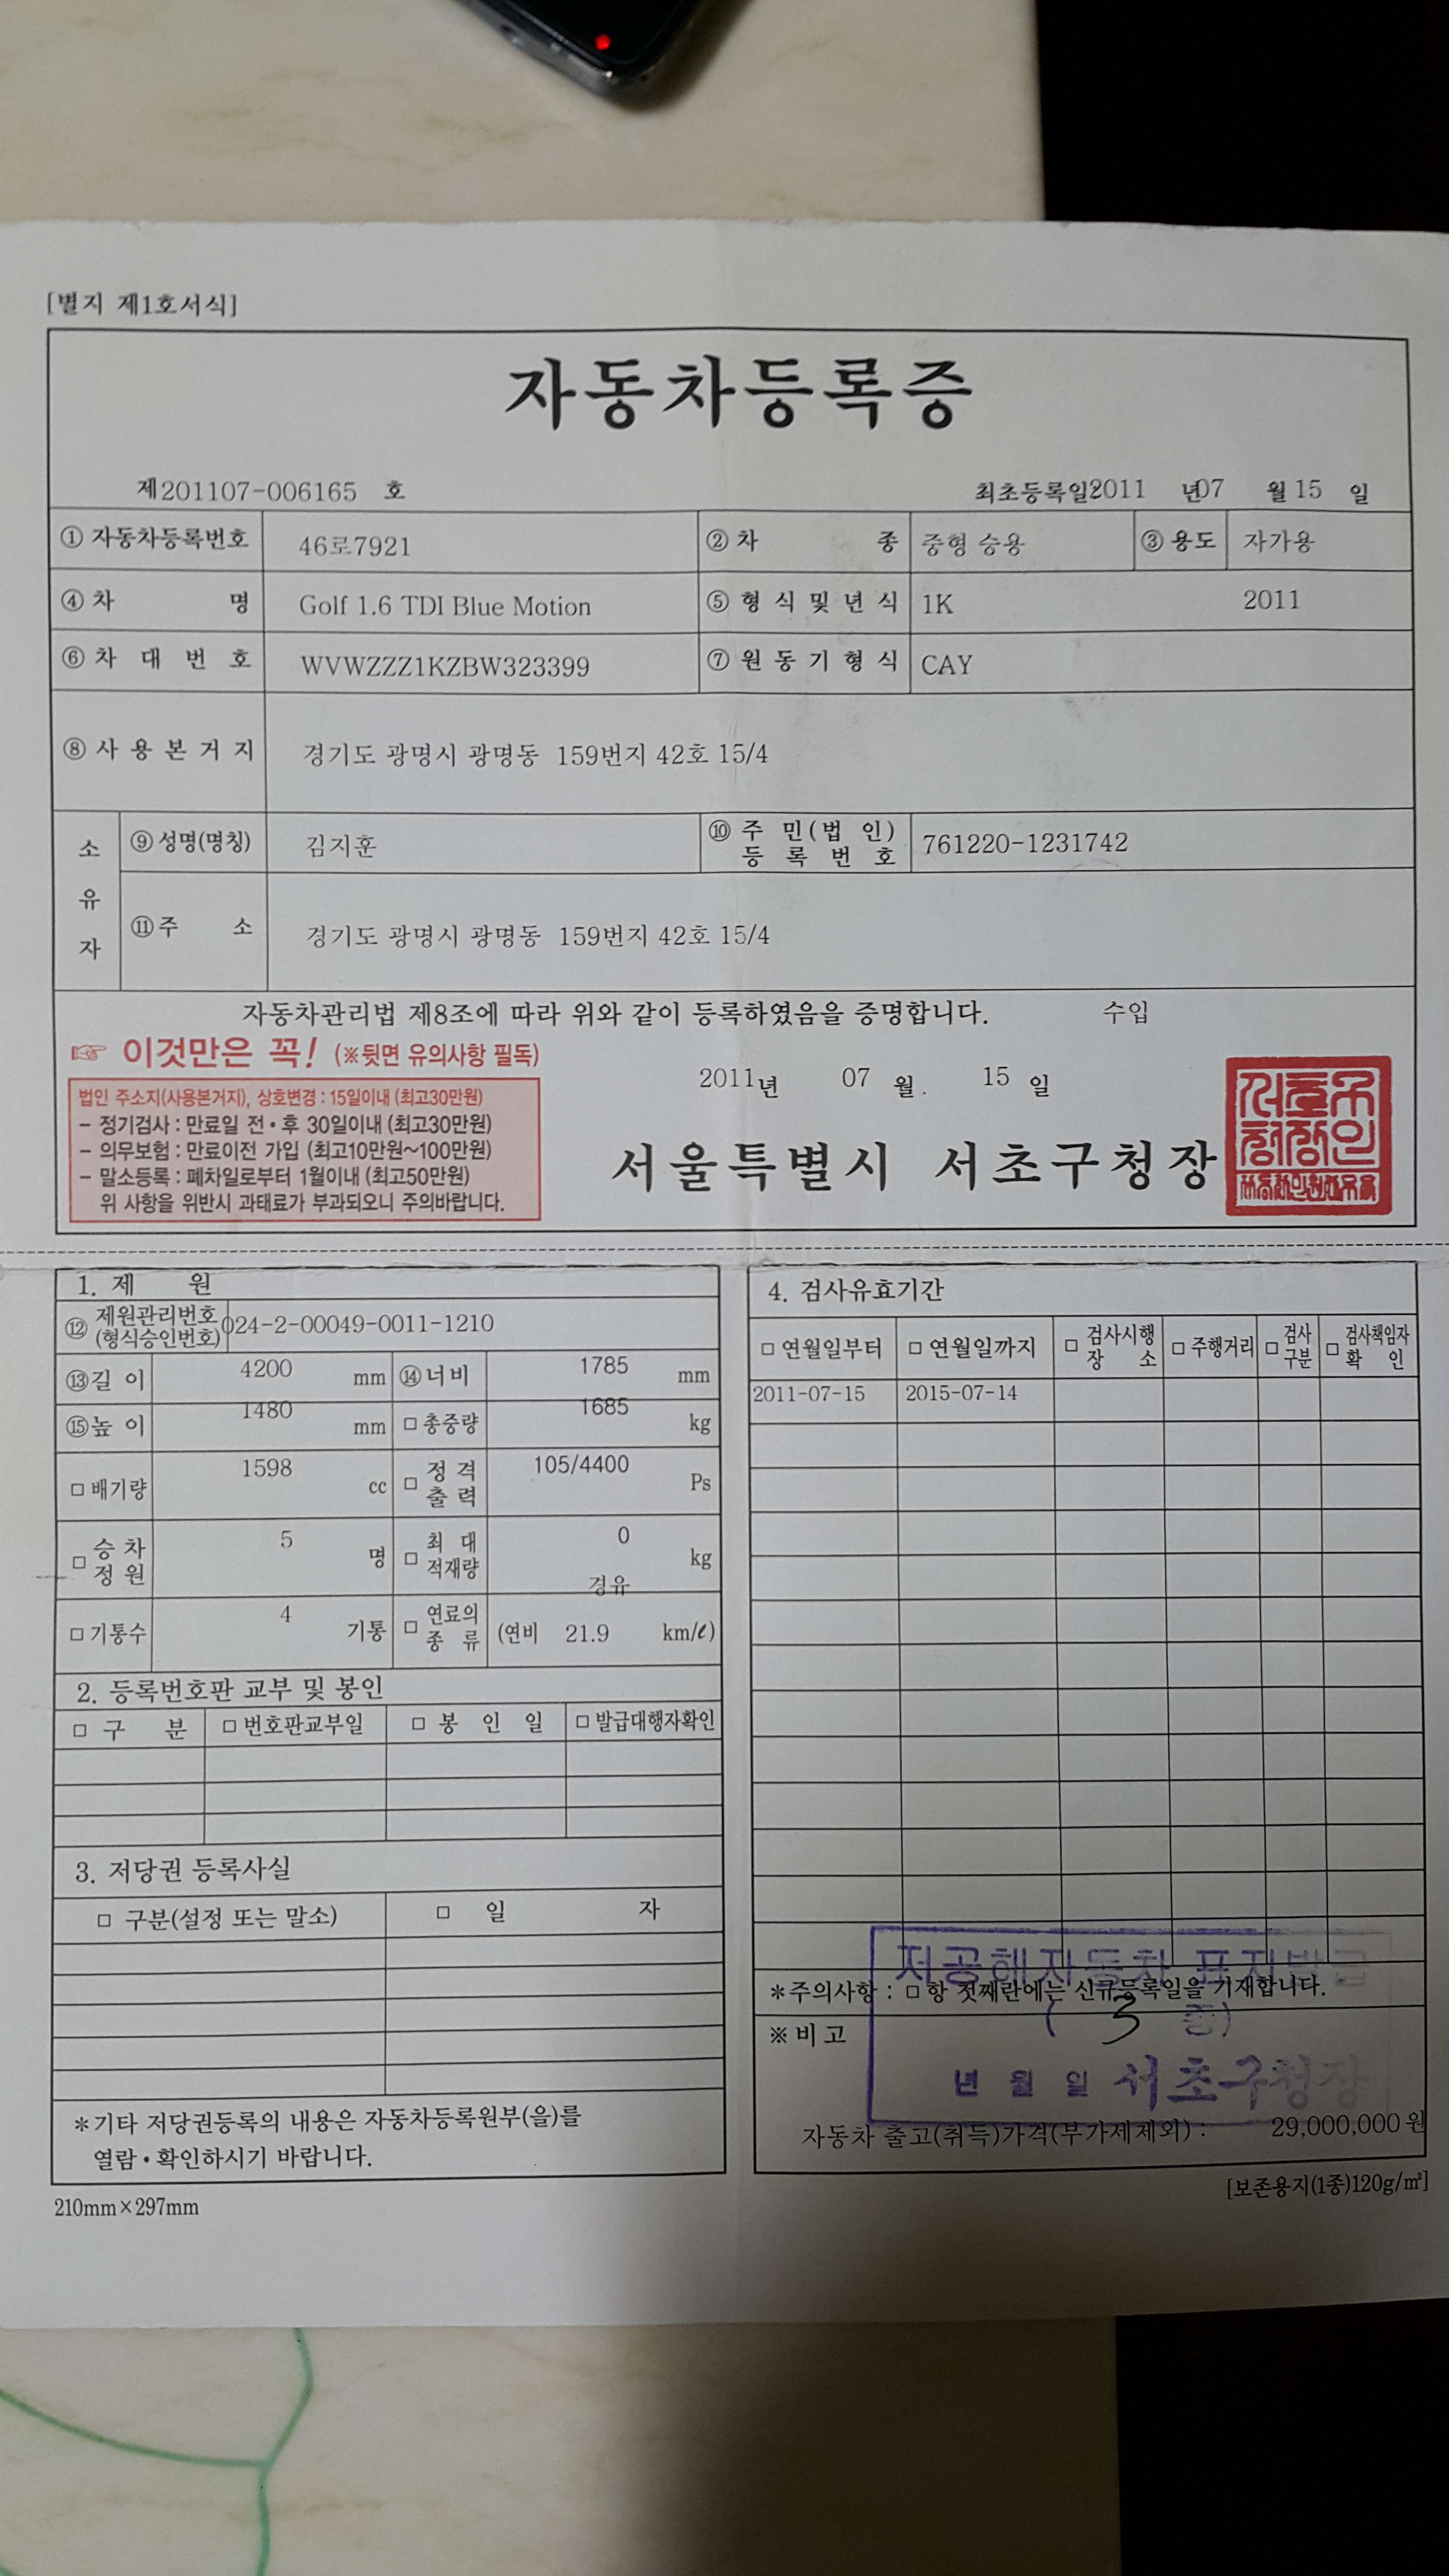 [별지 제1호서식]
자동차등록증
제201107-006165 호 최초등록일2011 년07 월 15 일
① 자동차등록번호 46로7921 ② 차 종 중형 승용 ③ 용도 자가용
④ 차 명 Golf 1.6 TDI Blue Motion ⑤ 형식 및 년식 1K 2011
⑥ 차대번호 WVWZZZ1KZBW323399 ⑦ 원동기형식 CAY
⑧ 사용본거지 경기도 광명시 광명동 159번지 42호 15/4
소유자 ⑨ 성명(명칭) 김지훈 ⑩ 주민(법인)등록번호 761220-1231742
⑪ 주 소 경기도 광명시 광명동 159번지 42호 15/4
자동차관리법 제8조에 따라 위와 같이 등록하였음을 증명합니다. 수입
☞ 이것만은 꼭! (※뒷면 유의사항 필독)
법인 주소지(사용본거지), 상호변경 : 15일이내 (최고30만원)
- 정기검사 : 만료일 전•후 30일이내 (최고30만원)
- 의무보험 : 만료이전 가입 (최고10만원~100만원)
- 말소등록 : 폐차일로부터 1월이내 (최고50만원)
위 사항을 위반시 과태료가 부과되오니 주의바랍니다.
2011년 07 월. 15 일
서울특별시 서초구청장
1. 제 원
⑫ 제원관리번호 (형식승인번호) 024-2-00049-0011-1210
⑬ 길이 4200 mm ⑭ 너비 1785 mm
⑮ 높이 1480 mm □ 총중량 1685 kg
□ 배기량 1598 cc □ 정격출력 105/4400 Ps
□ 승차정원 5 명 □ 최대적재량 0 kg
□ 기통수 4 기통 □ 연료의 종류 경유 (연비 21.9 km/ℓ)
2. 등록번호판 교부 및 봉인
□ 구 분 □ 번호판교부일 □ 봉 인 일 □ 발급대행자확인
3. 저당권 등록사실
□ 구분(설정 또는 말소) □ 일 자
*기타 저당권등록의 내용은 자동차등록원부(을)를
열람•확인하시기 바랍니다.
210mm×297mm
4. 검사유효기간
□ 연월일부터 □ 연월일까지 □ 검사시행장소 □ 주행거리 □ 검사구분 □ 검사책임자확인
2011-07-15 2015-07-14
저공해자동차 표지발급
*주의사항 : □항 첫째란에는 신규등록일을 기재합니다.
( 3 종)
※비고
년 월 일 서초구청장
자동차 출고(취득)가격(부가세제외) : 29,000,000원
[보존용지(1종)120g/㎡]